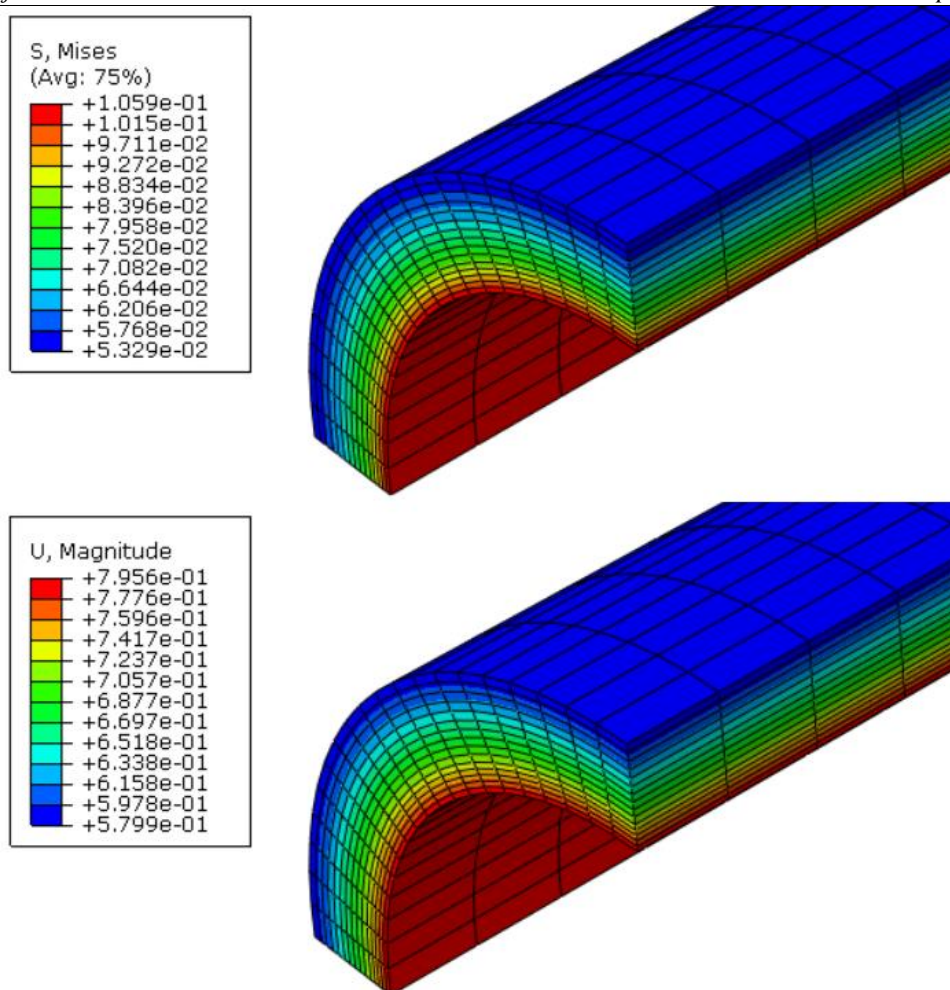 S, Mises
(Avg: 75%)
+1.059e-01
+1.015e-01
+9.711e-02
+9.272e-02
+8.834e-02
+8.396e-02
+7.958e-02
+7.520e-02
+7.082e-02
+6.644e-02
+6.206e-02
+5.768e-02
+5.329e-02
U, Magnitude
+7.956e-01
+7.776e-01
+7.596e-01
+7.417e-01
+7.237e-01
+7.057e-01
+6.877e-01
+6.697e-01
+6.518e-01
+6.338e-01
+6.158e-01
+5.978e-01
+5.799e-01